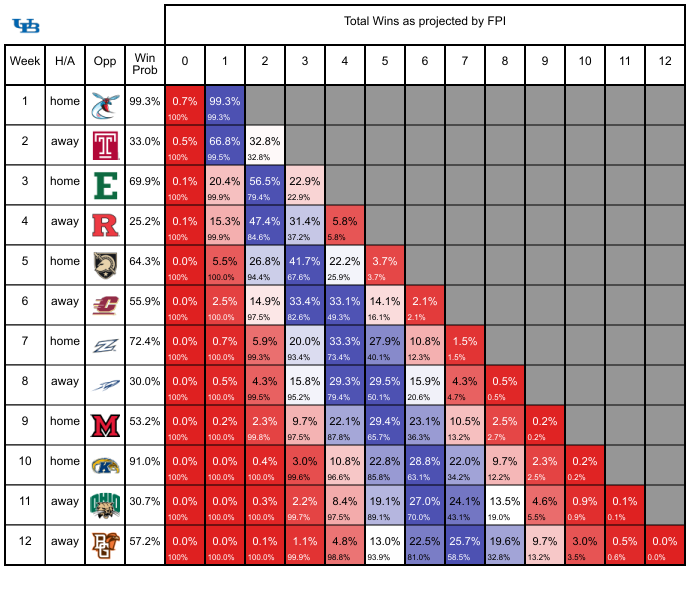 UB
Total Wins as projected by FPI
Week H/A Opp Win Prob 0 1 2 3 4 5 6 7 8 9 10 11 12
1 home 99.3% 0.7% 99.3%
100% 99.3%
2 away T 33.0% 0.5% 66.8% 32.8%
100% 99.5% 32.8%
3 home E 69.9% 0.1% 20.4% 56.5% 22.9%
100% 99.9% 79.4% 22.9%
4 away R 25.2% 0.1% 15.3% 47.4% 31.4% 5.8%
100% 99.9% 84.6% 37.2% 5.8%
5 home 64.3% 0.0% 5.5% 26.8% 41.7% 22.2% 3.7%
100% 100.0% 94.4% 67.6% 25.9% 3.7%
6 away C 55.9% 0.0% 2.5% 14.9% 33.4% 33.1% 14.1% 2.1%
100% 100.0% 97.5% 82.6% 49.3% 16.1% 2.1%
7 home Z 72.4% 0.0% 0.7% 5.9% 20.0% 33.3% 27.9% 10.8% 1.5%
100% 100.0% 99.3% 93.4% 73.4% 40.1% 12.3% 1.5%
8 away 30.0% 0.0% 0.5% 4.3% 15.8% 29.3% 29.5% 15.9% 4.3% 0.5%
100% 100.0% 99.5% 95.2% 79.4% 50.1% 20.6% 4.7% 0.5%
9 home M 53.2% 0.0% 0.2% 2.3% 9.7% 22.1% 29.4% 23.1% 10.5% 2.5% 0.2%
100% 100.0% 99.8% 97.5% 87.8% 65.7% 36.3% 13.2% 2.7% 0.2%
10 home K 91.0% 0.0% 0.0% 0.4% 3.0% 10.8% 22.8% 28.8% 22.0% 9.7% 2.3% 0.2%
100% 100.0% 100.0% 99.6% 96.6% 85.8% 63.1% 34.2% 12.2% 2.5% 0.2%
11 away OHIO 30.7% 0.0% 0.0% 0.3% 2.2% 8.4% 19.1% 27.0% 24.1% 13.5% 4.6% 0.9% 0.1%
100% 100.0% 100.0% 99.7% 97.5% 89.1% 70.0% 43.1% 19.0% 5.5% 0.9% 0.1%
12 away BG 57.2% 0.0% 0.0% 0.1% 1.1% 4.8% 13.0% 22.5% 25.7% 19.6% 9.7% 3.0% 0.5% 0.0%
100% 100.0% 100.0% 99.9% 98.8% 93.9% 81.0% 58.5% 32.8% 13.2% 3.5% 0.6% 0.0%